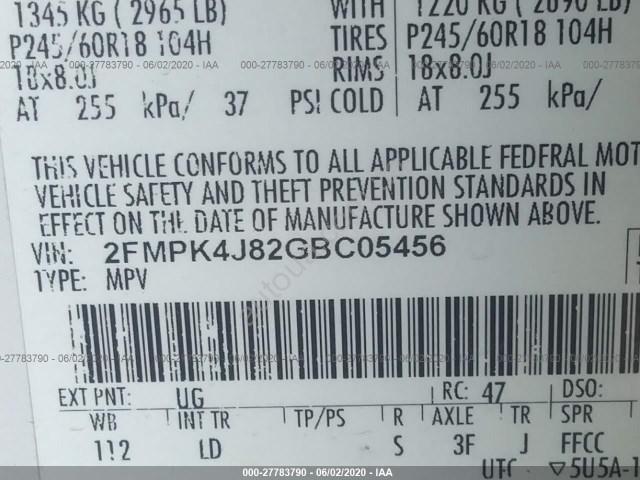 1345 KG ( 2965 LB) WITH 1220 KG ( 2690 LB)
P245/60R18 104H TIRES P245/60R18 104H
18x8.0J RIMS 18x8.0J
AT 255 kPa/ 37 PSI COLD AT 255 kPa/
THIS VEHICLE CONFORMS TO ALL APPLICABLE FEDERAL MOT
VEHICLE SAFETY AND THEFT PREVENTION STANDARDS IN
EFFECT ON THE DATE OF MANUFACTURE SHOWN ABOVE.
VIN: 2FMPK4J82GBC05456
TYPE: MPV
EXT PNT: UG RC: 47 DSO:
WB INT TR TP/PS R AXLE TR SPR
112 LD S 3F J FFCC
UTC ▽5U5A-1
000-27783790 - 06/02/2020 - IAA